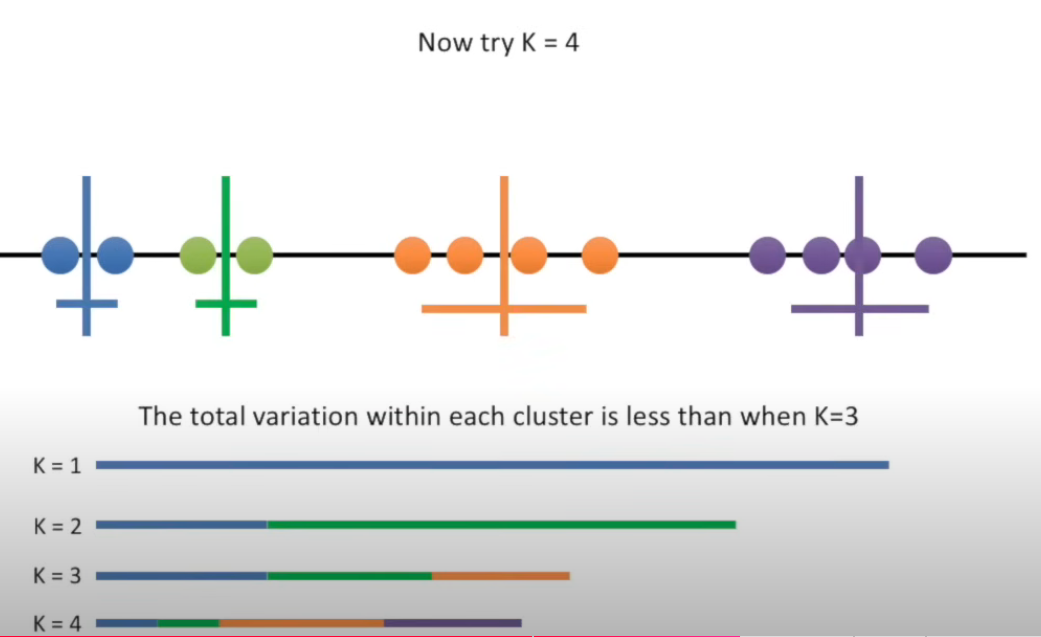 Now try K = 4
The total variation within each cluster is less than when K=3
K = 1
K = 2
K = 3
K = 4